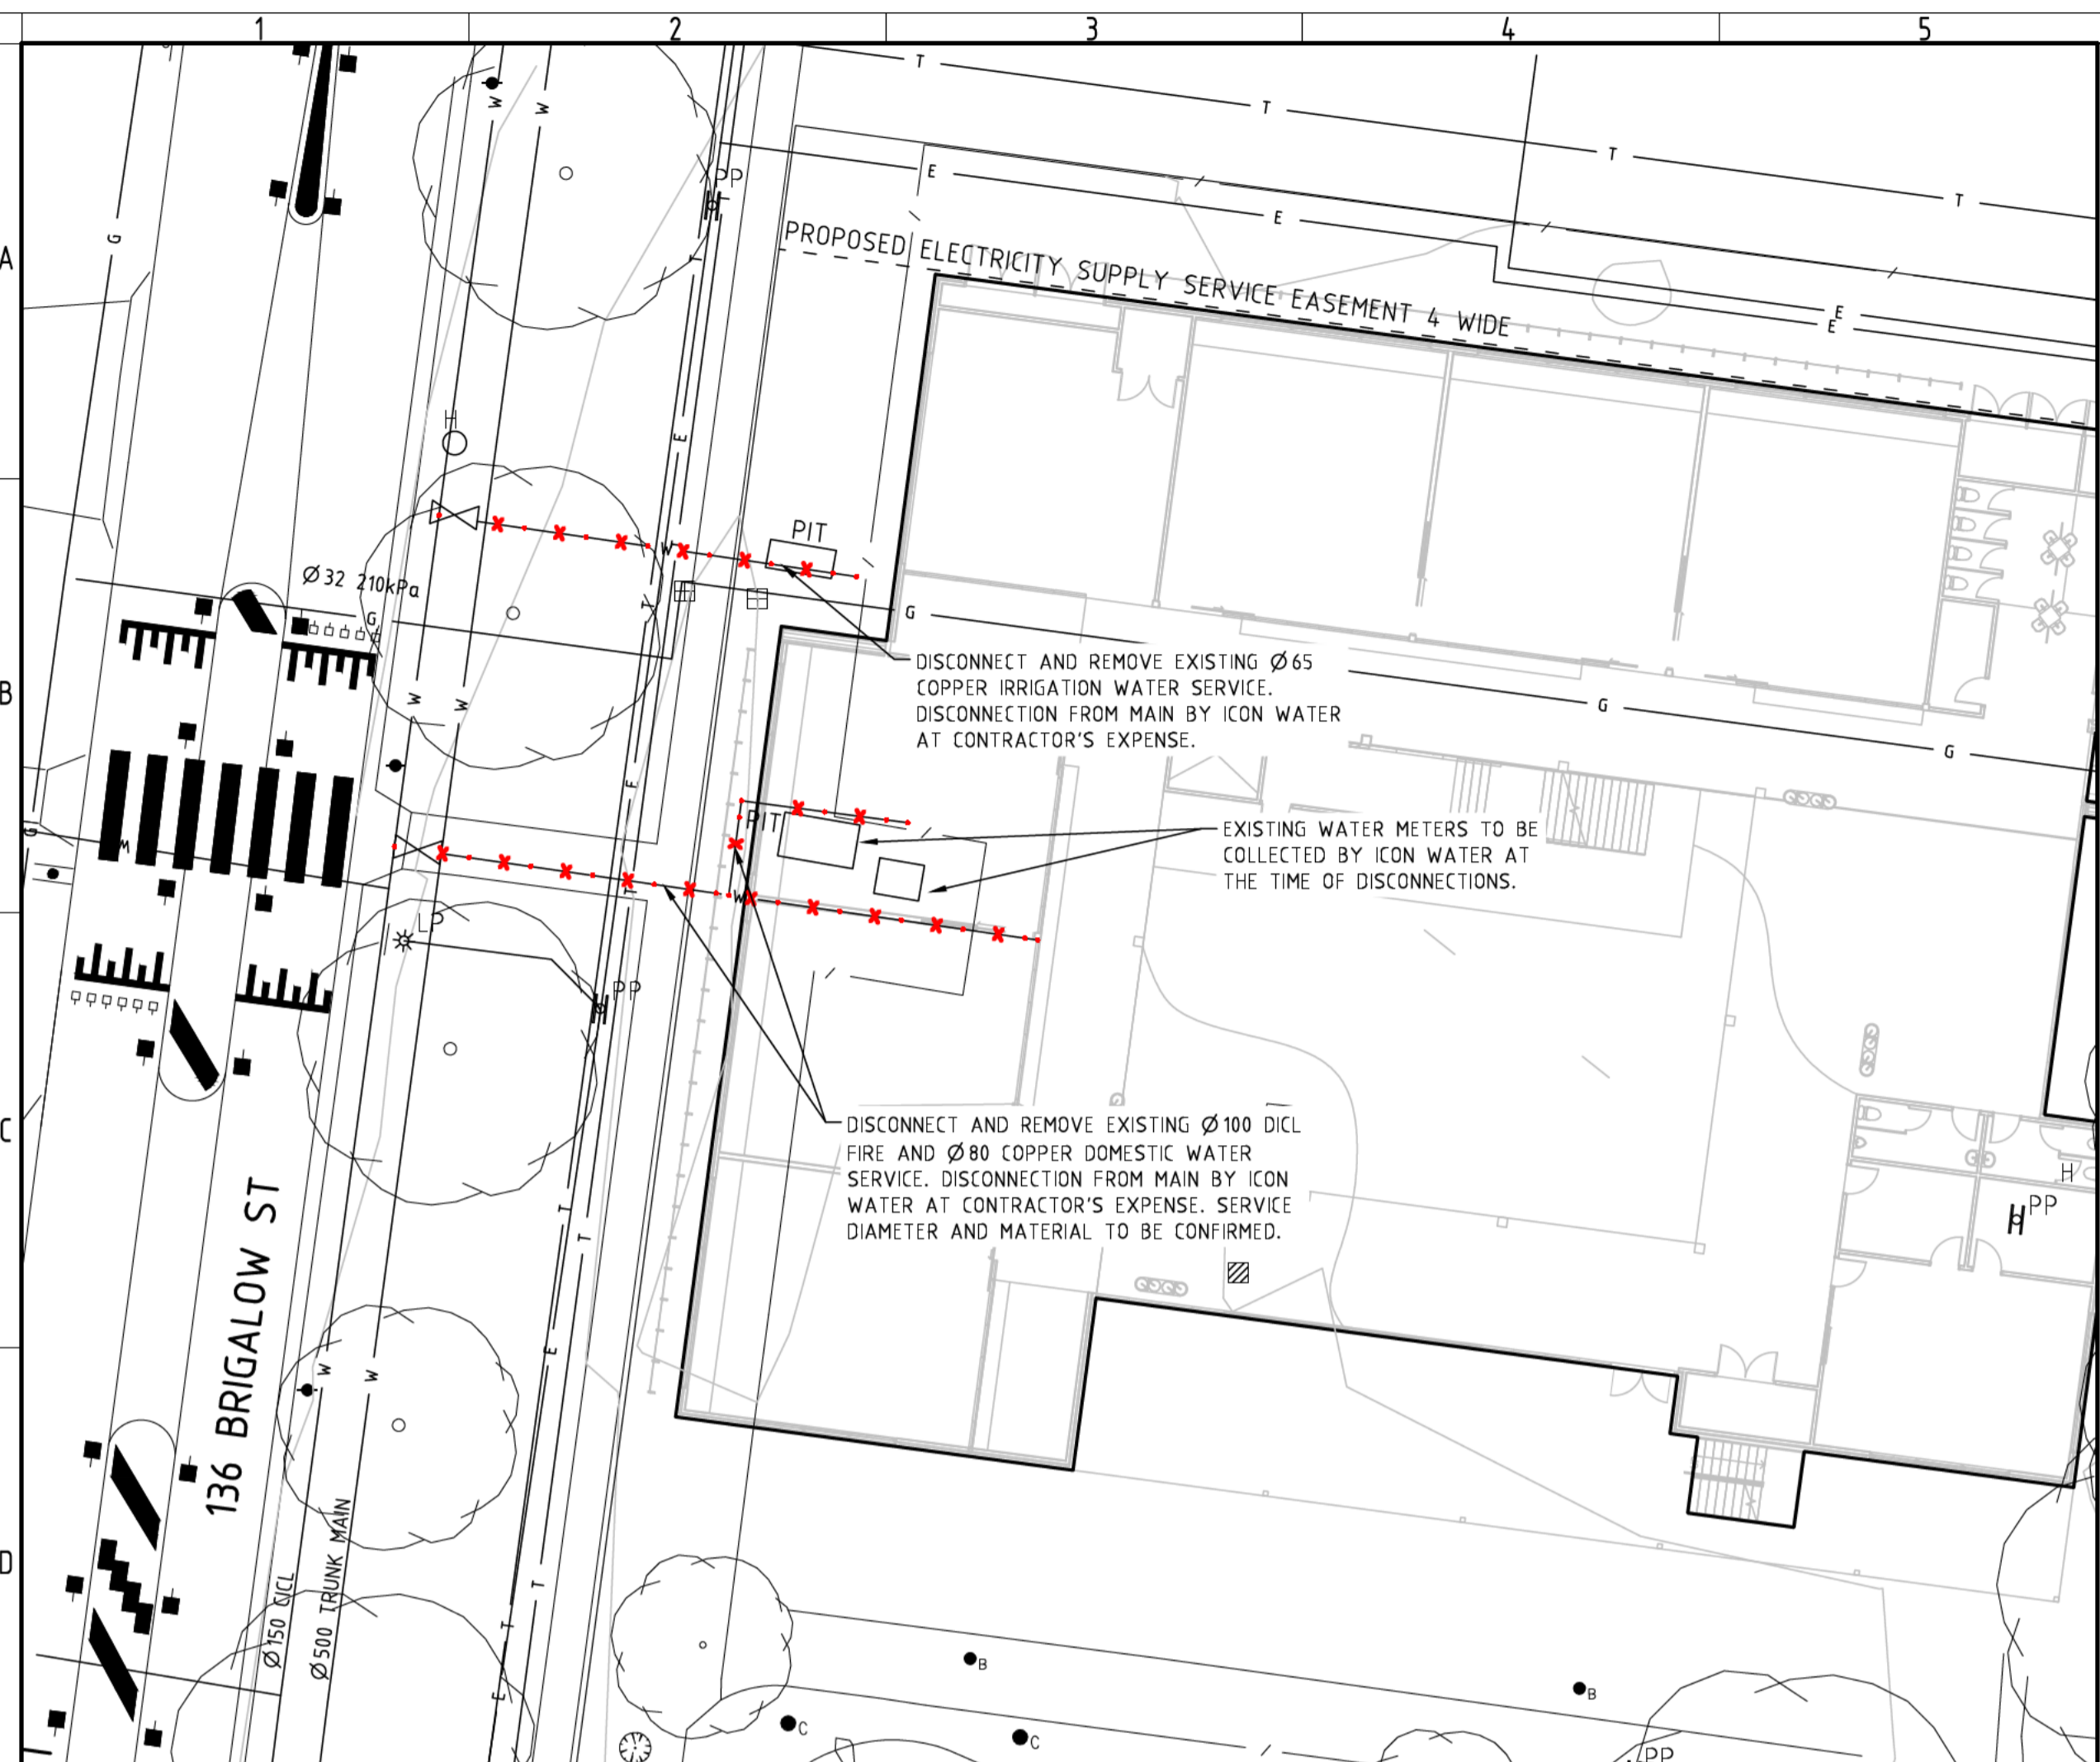 1 2 3 4 5
A
B
C
D
T T T T
E E E E
PROPOSED ELECTRICITY SUPPLY SERVICE EASEMENT 4 WIDE
PP
W W
G
T
E
H
PIT
W
Ø32 210kPa
G
G
T
DISCONNECT AND REMOVE EXISTING Ø65
COPPER IRRIGATION WATER SERVICE.
DISCONNECTION FROM MAIN BY ICON WATER
AT CONTRACTOR'S EXPENSE.
G
G
W W
E
PIT
EXISTING WATER METERS TO BE
COLLECTED BY ICON WATER AT
THE TIME OF DISCONNECTIONS.
G
M
T
W
LP
PP
DISCONNECT AND REMOVE EXISTING Ø100 DICL
FIRE AND Ø80 COPPER DOMESTIC WATER
SERVICE. DISCONNECTION FROM MAIN BY ICON
WATER AT CONTRACTOR'S EXPENSE. SERVICE
DIAMETER AND MATERIAL TO BE CONFIRMED.
H
PP
T
T
E
W W
136 BRIGALOW ST
Ø150 CICL
Ø500 TRUNK MAIN
T
T
E
B
B
C
C
PP